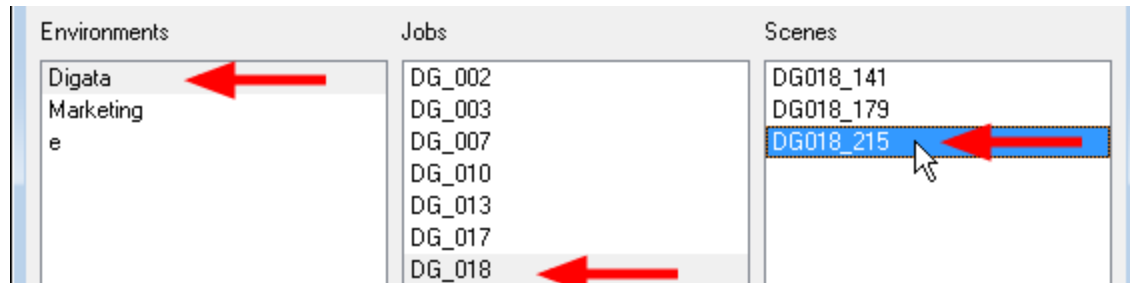 Environments
Digata
Marketing
e
Jobs
DG_002
DG_003
DG_007
DG_010
DG_013
DG_017
DG_018
Scenes
DG018_141
DG018_179
DG018_215